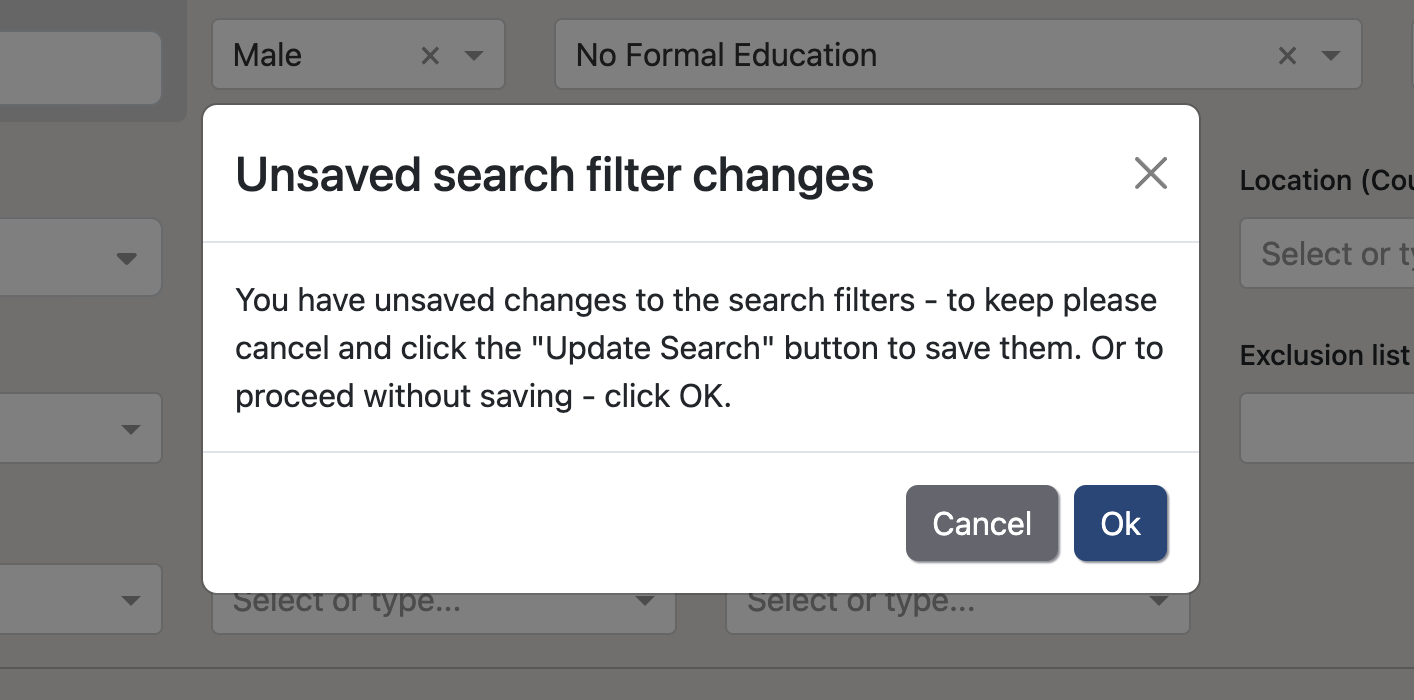 Male
No Formal Education
Unsaved search filter changes
Location (Cou
You have unsaved changes to the search filters - to keep please
cancel and click the "Update Search" button to save them. Or to
proceed without saving - click OK.
Select or ty
Exclusion list
Cancel
Ok
Select or type...
Select or type...